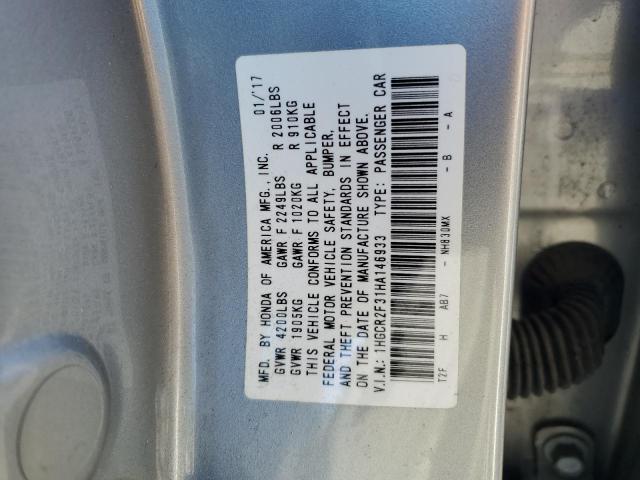 MFD. BY HONDA OF AMERICA MFG., INC. 01/'17
GVWR 4200LBS GAWR F 2249LBS R 2006LBS
GVWR 1905KG GAWR F 1020KG R 910KG
THIS VEHICLE CONFORMS TO ALL APPLICABLE
FEDERAL MOTOR VEHICLE SAFETY, BUMPER,
AND THEFT PREVENTION STANDARDS IN EFFECT
ON THE DATE OF MANUFACTURE SHOWN ABOVE.
V.I.N.: 1HGCR2F31HA146933 TYPE: PASSENGER CAR
T2F H AB7 - NH830MX - B - A